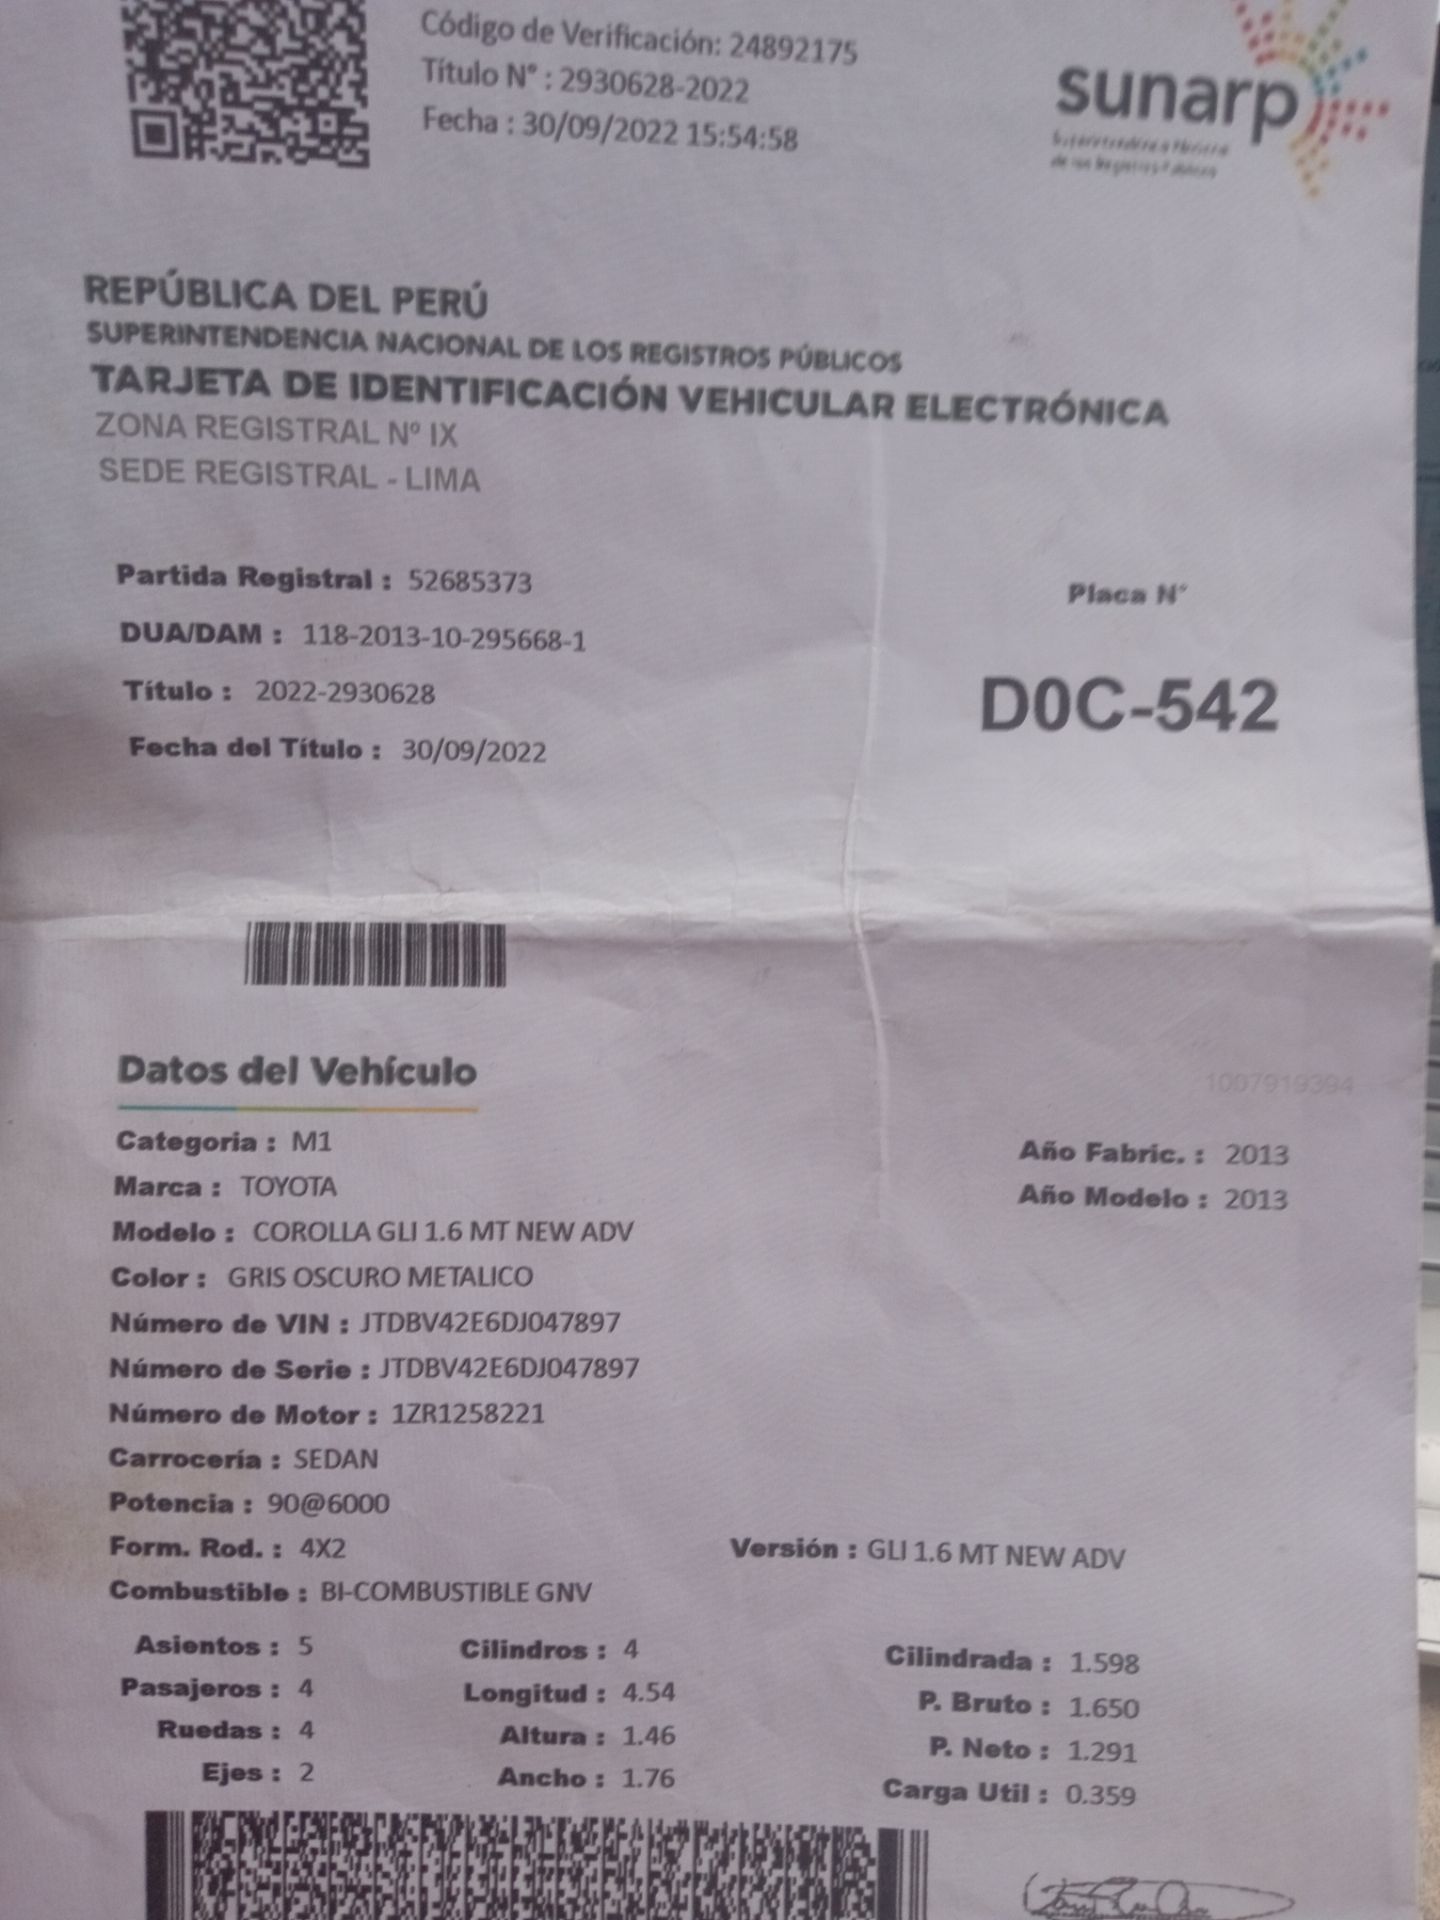 Código de Verificación: 24892175
Título N° : 2930628-2022
Fecha : 30/09/2022 15:54:58
sunarp
Superintendencia Nacional
de los Registros Públicos
REPÚBLICA DEL PERÚ
SUPERINTENDENCIA NACIONAL DE LOS REGISTROS PÚBLICOS
TARJETA DE IDENTIFICACIÓN VEHICULAR ELECTRÓNICA
ZONA REGISTRAL Nº IX
SEDE REGISTRAL - LIMA
Partida Registral : 52685373
DUA/DAM : 118-2013-10-295668-1
Título : 2022-2930628
Fecha del Título : 30/09/2022
Placa N°
D0C-542
Datos del Vehículo
1007919394
Categoria : M1
Marca : TOYOTA
Modelo : COROLLA GLI 1.6 MT NEW ADV
Color : GRIS OSCURO METALICO
Número de VIN : JTDBV42E6DJ047897
Número de Serie : JTDBV42E6DJ047897
Número de Motor : 1ZR1258221
Carrocería : SEDAN
Potencia : 90@6000
Form. Rod. : 4X2
Combustible : BI-COMBUSTIBLE GNV
Año Fabric. : 2013
Año Modelo : 2013
Versión : GLI 1.6 MT NEW ADV
Asientos : 5
Pasajeros : 4
Ruedas : 4
Ejes : 2
Cilindros : 4
Longitud : 4.54
Altura : 1.46
Ancho : 1.76
Cilindrada : 1.598
P. Bruto : 1.650
P. Neto : 1.291
Carga Util : 0.359